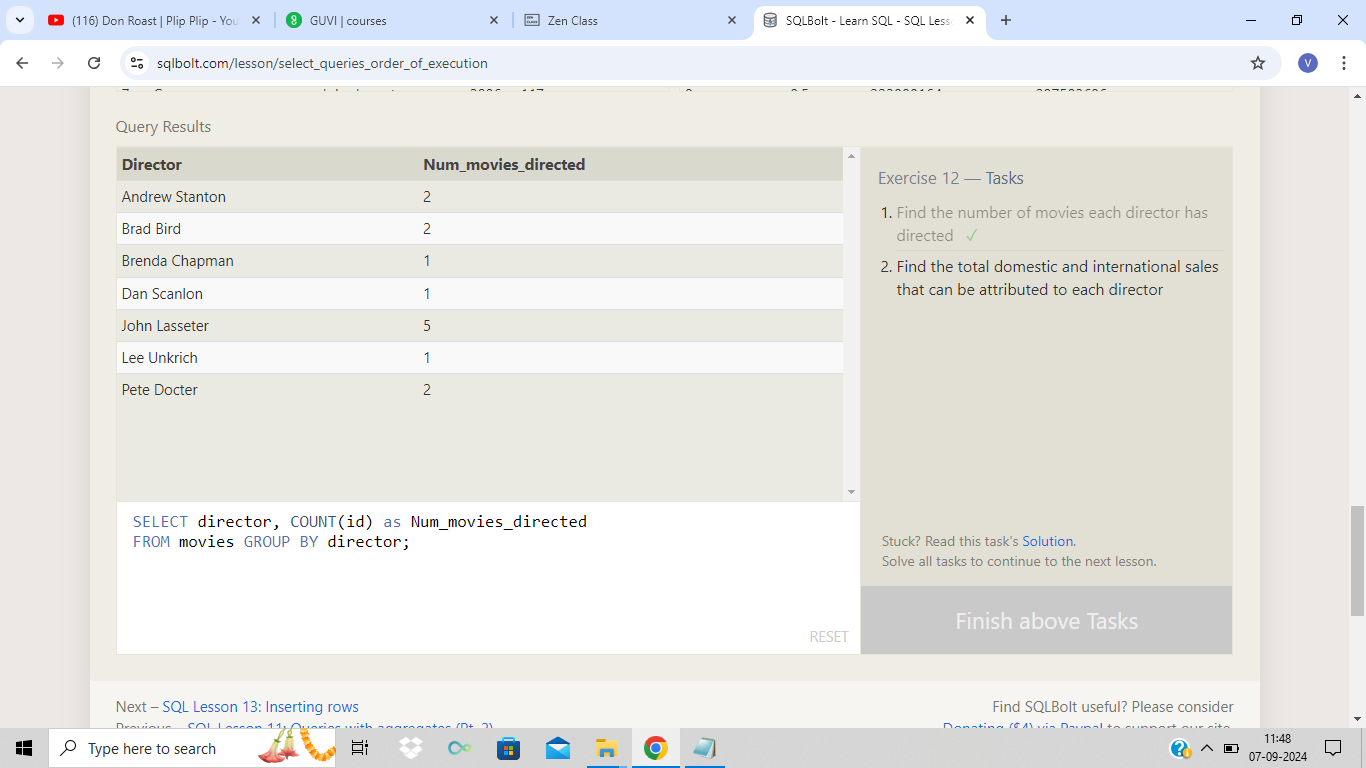 (116) Don Roast | Plip Plip - You
GUVI | courses
Zen Class
SQLBolt - Learn SQL - SQL Less
sqlbolt.com/lesson/select_queries_order_of_execution
V
Query Results
Director Num_movies_directed
Andrew Stanton 2
Brad Bird 2
Brenda Chapman 1
Dan Scanlon 1
John Lasseter 5
Lee Unkrich 1
Pete Docter 2
Exercise 12 — Tasks
1. Find the number of movies each director has
directed ✓
2. Find the total domestic and international sales
that can be attributed to each director
SELECT director, COUNT(id) as Num_movies_directed
FROM movies GROUP BY director;
RESET
Stuck? Read this task's Solution.
Solve all tasks to continue to the next lesson.
Finish above Tasks
Next – SQL Lesson 13: Inserting rows
Previous – SQL Lesson 11: Queries with aggregates (Pt. 2)
Find SQLBolt useful? Please consider
Donating ($4) via Paypal to support our site.
Type here to search
11:48
07-09-2024